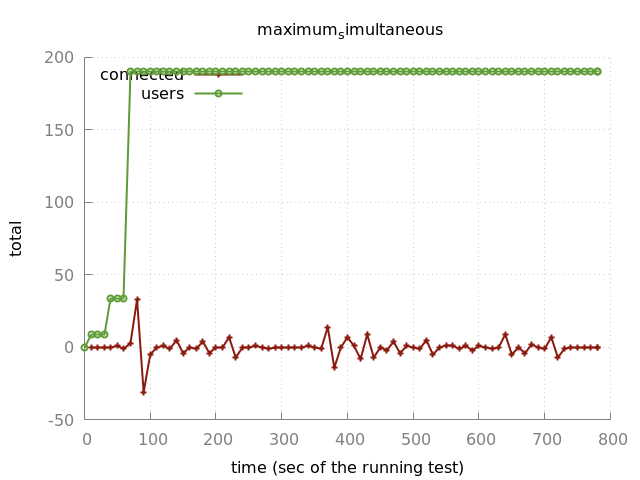 maximumsimultaneous
200
connected
users
150
100
50
0
-50
total
0 100 200 300 400 500 600 700 800
time (sec of the running test)